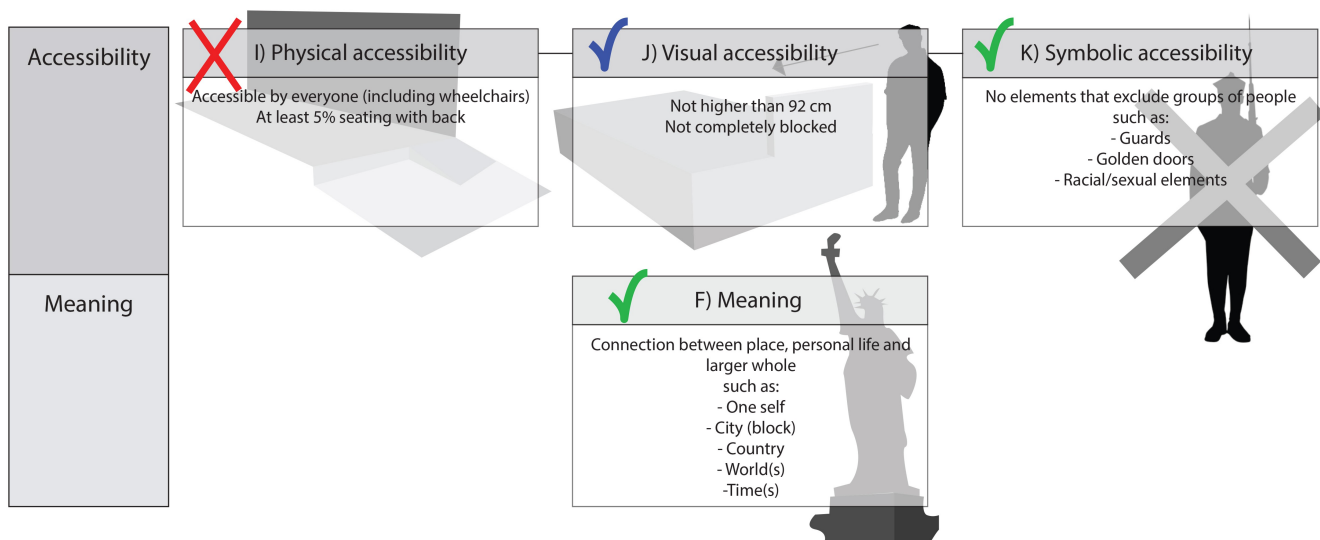 Accessibility
I) Physical accessibility
Accessible by everyone (including wheelchairs)
At least 5% seating with back
J) Visual accessibility
Not higher than 92 cm
Not completely blocked
K) Symbolic accessibility
No elements that exclude groups of people
such as:
- Guards
- Golden doors
- Racial/sexual elements
Meaning
F) Meaning
Connection between place, personal life and
larger whole
such as:
- One self
- City (block)
- Country
- World(s)
-Time(s)